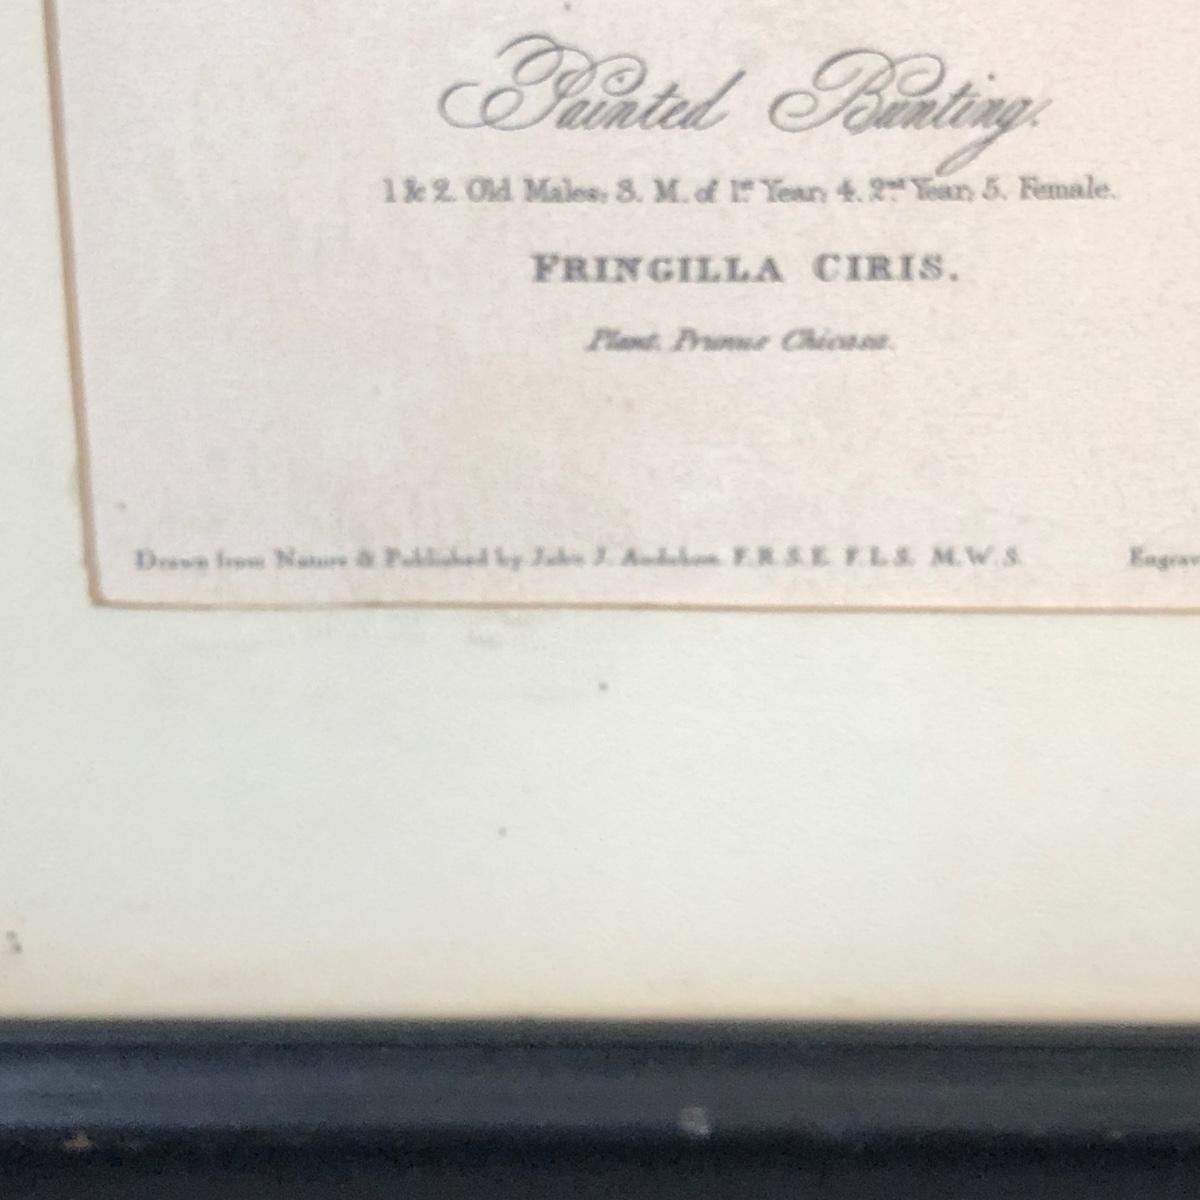 Painted Bunting.
1 & 2. Old Males; 3. M. of 1st Year; 4. 2nd Year; 5. Female.
FRINGILLA CIRIS.
Plant. Prunus Chicasa.
Drawn from Nature & Published by John J. Audubon. F.R.S.E. F.L.S. M.W.S.